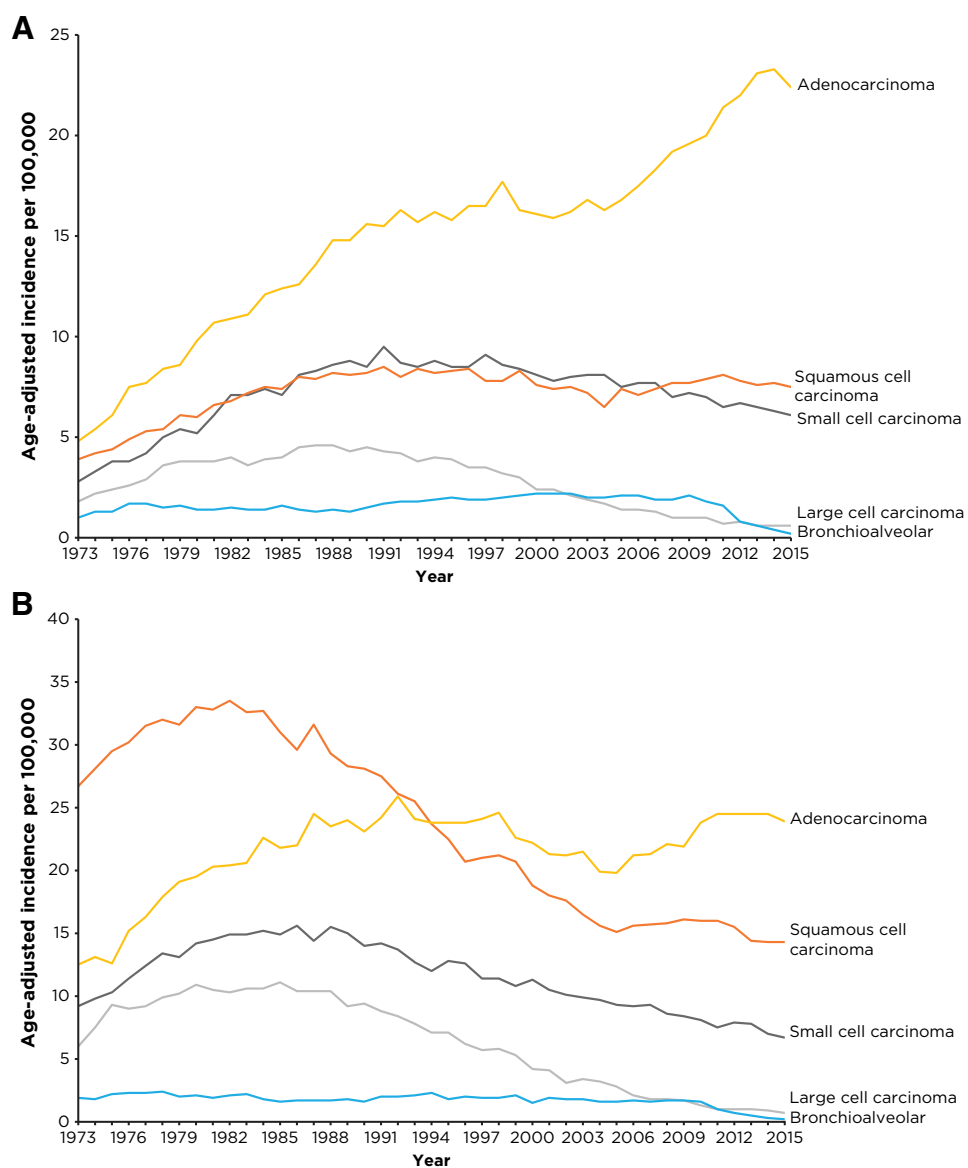 A
25
20
15
10
5
0
Age-adjusted incidence per 100,000
Adenocarcinoma
Squamous cell
carcinoma
Small cell carcinoma
Large cell carcinoma
Bronchioalveolar
1973 1976 1979 1982 1985 1988 1991 1994 1997 2000 2003 2006 2009 2012 2015
Year
B
40
35
30
25
20
15
10
5
0
Age-adjusted incidence per 100,000
Adenocarcinoma
Squamous cell
carcinoma
Small cell carcinoma
Large cell carcinoma
Bronchioalveolar
1973 1976 1979 1982 1985 1988 1991 1994 1997 2000 2003 2006 2009 2012 2015
Year